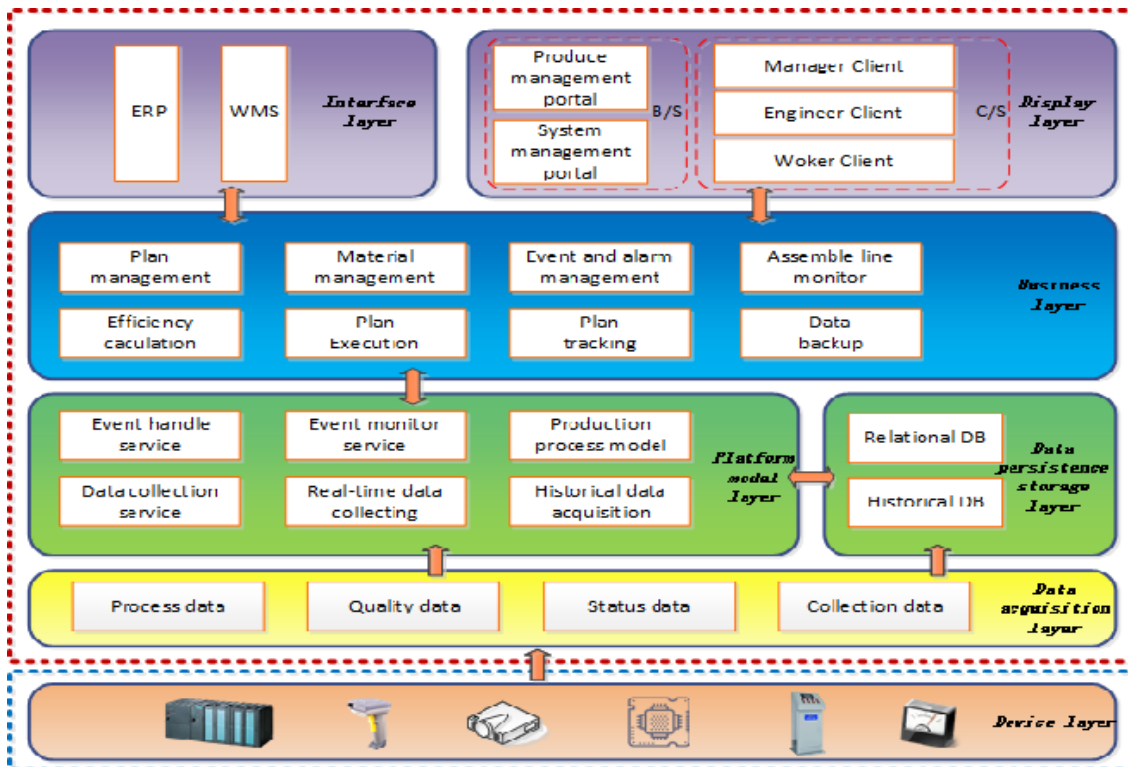 ERP
WMS
Interface
layer
Produce
management
portal
System
management
portal
B/S
Manager Client
Engineer Client
Woker Client
C/S
Display
layer
Plan
management
Material
management
Event and alarm
management
Assemble line
monitor
Efficiency
caculation
Plan
Execution
Plan
tracking
Data
backup
Business
layer
Event handle
service
Event monitor
service
Production
process model
Data collection
service
Real-time data
collecting
Historical data
acquisition
Platform
modal
layer
Relational DB
Historical DB
Data
persistence
storage
layer
Process data
Quality data
Status data
Collection data
Data
acquisition
layer
Device layer